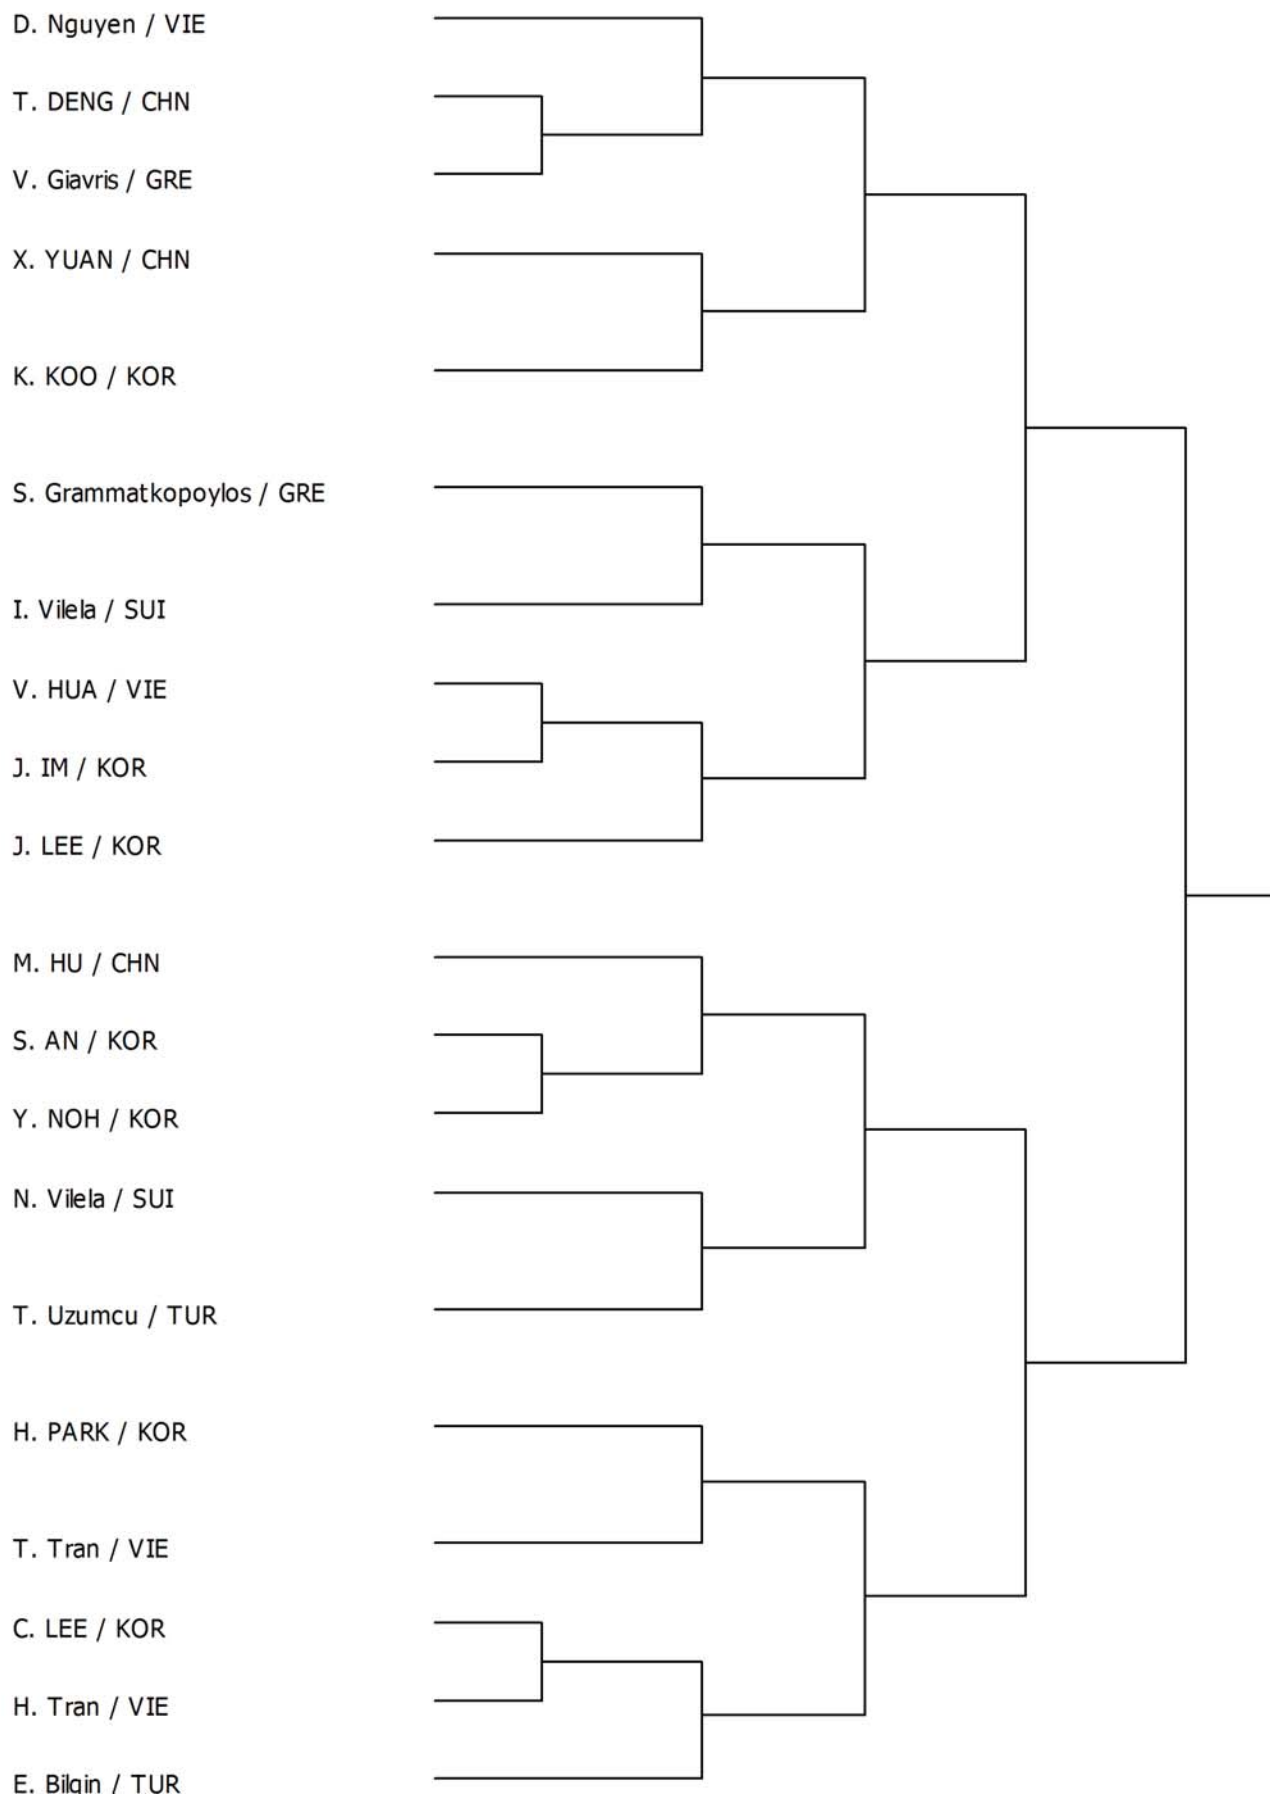 D. Nguyen / VIE
T. DENG / CHN
V. Giavris / GRE
X. YUAN / CHN
K. KOO / KOR
S. Grammatkopoylos / GRE
I. Vilela / SUI
V. HUA / VIE
J. IM / KOR
J. LEE / KOR
M. HU / CHN
S. AN / KOR
Y. NOH / KOR
N. Vilela / SUI
T. Uzumcu / TUR
H. PARK / KOR
T. Tran / VIE
C. LEE / KOR
H. Tran / VIE
E. Bilgin / TUR